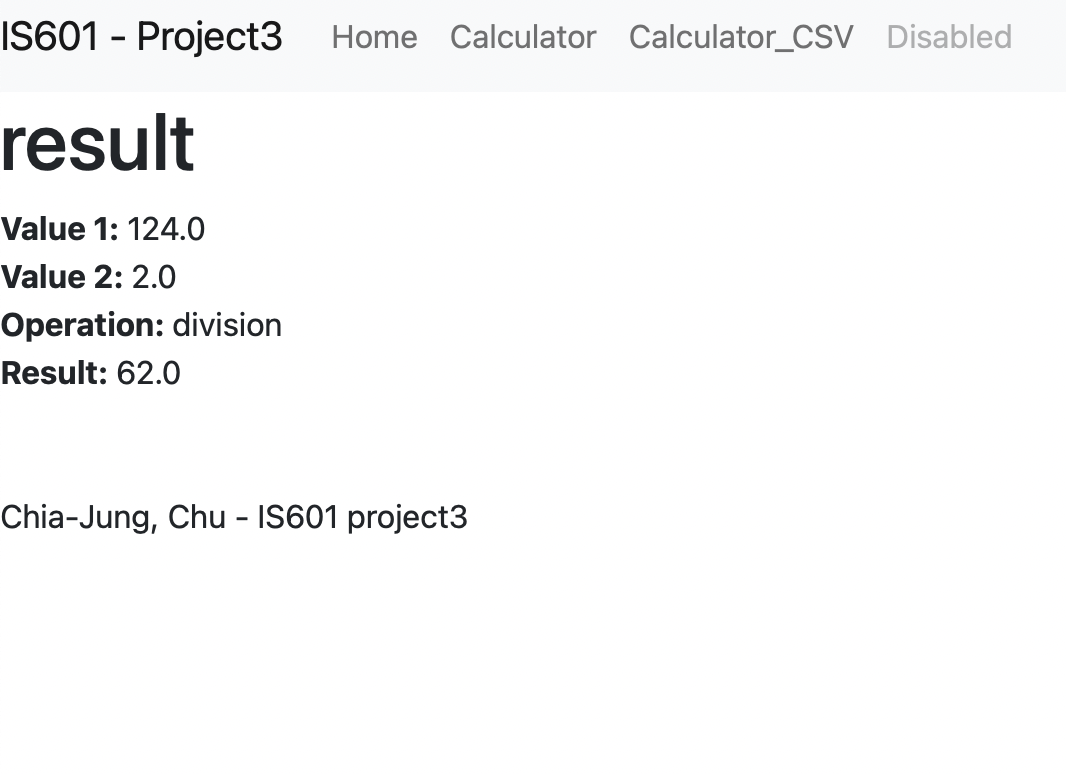 IS601 - Project3 Home Calculator Calculator_CSV Disabled
result
Value 1: 124.0
Value 2: 2.0
Operation: division
Result: 62.0
Chia-Jung, Chu - IS601 project3